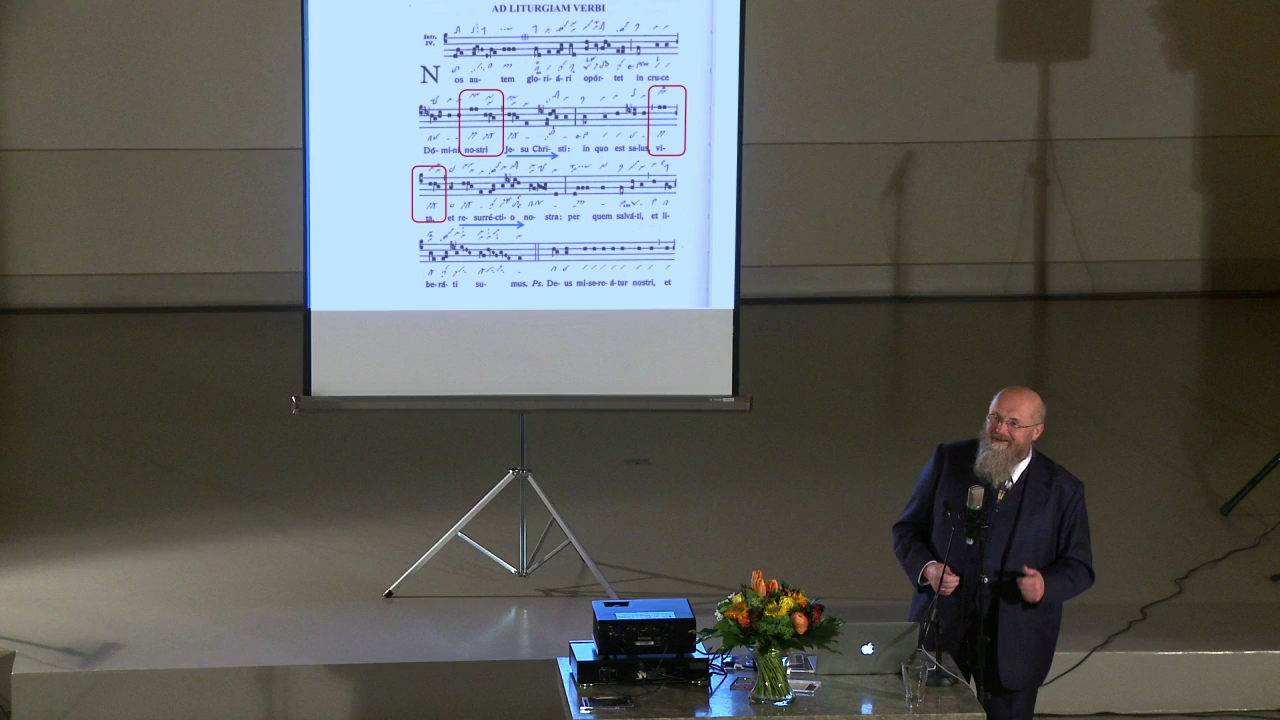 AD LITURGIAM VERBI
Intr.
IV.
N
os au- tem glo- ri- á- ri opór- tet in cru-ce
Dó- mi-ni no-stri Je- su Chri- sti: in quo est sa-lus, vi-
ta, et re- surré-cti- o no- stra: per quem salvá-ti, et li-
be-rá- ti su- mus. Ps. De- us mi-se-re- á-tur nostri, et